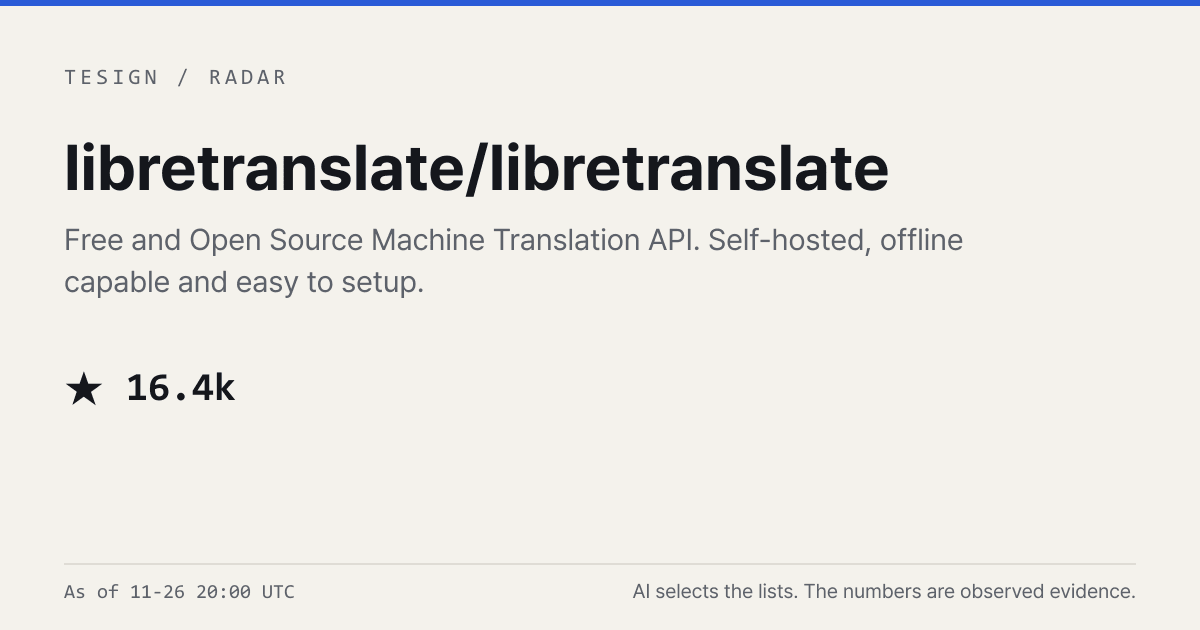 TESIGN / RADAR
libretranslate/libretranslate
Free and Open Source Machine Translation API. Self-hosted, offline
capable and easy to setup.
★ 16.4k
As of 11-26 20:00 UTC
AI selects the lists. The numbers are observed evidence.